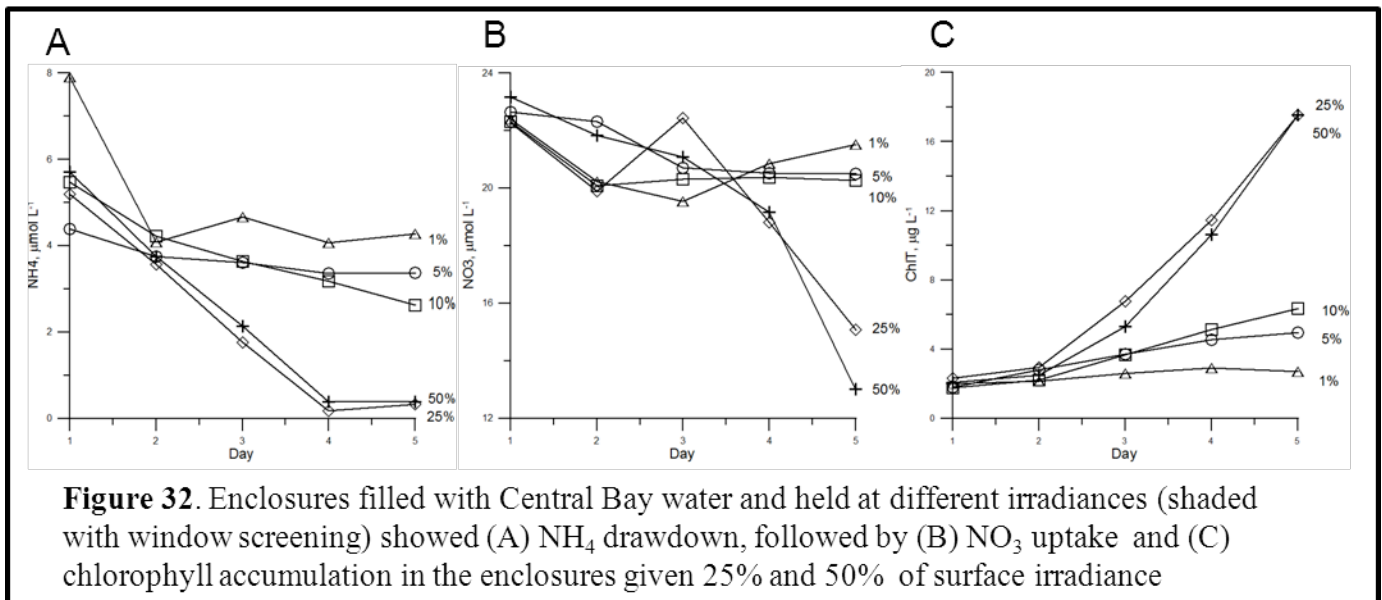 A
B
C
8
6
4
2
0
NH4, µmol L-1
1%
5%
10%
50%
25%
1 2 3 4 5
Day
24
20
16
12
NO3, µmol L-1
1%
5%
10%
25%
50%
1 2 3 4 5
Day
20
16
12
8
4
0
ChlT, µg L-1
25%
50%
10%
5%
1%
1 2 3 4 5
Day
Figure 32. Enclosures filled with Central Bay water and held at different irradiances (shaded
with window screening) showed (A) NH4 drawdown, followed by (B) NO3 uptake and (C)
chlorophyll accumulation in the enclosures given 25% and 50% of surface irradiance